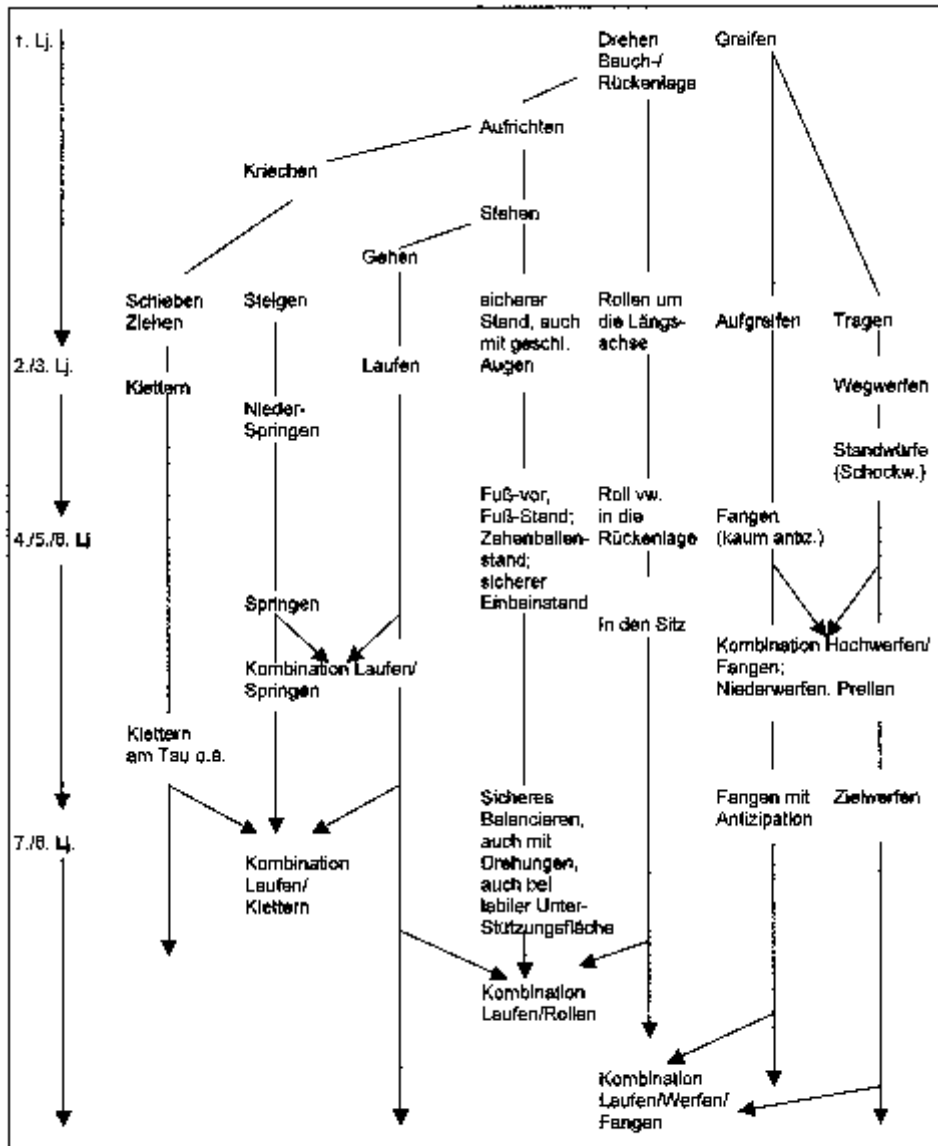 1. Lj.
Drehen
Bauch-/
Rückenlage
Greifen
Aufrichten
Kriechen
Stehen
Gehen
Schieben
Ziehen
Steigen
sicherer
Stand, auch
mit geschl.
Augen
Rollen um
die Längs-
achse
Aufgreifen
Tragen
2./3. Lj.
Klettern
Laufen
Wegwerfen
Nieder-
Springen
Standwürfe
(Schockw.)
Fuß-vor,
Fuß-Stand;
Zehenballen-
stand;
sicherer
Einbeinstand
Roll vw.
in die
Rückenlage
Fangen
(kaum antiz.)
4./5./6. Lj
Springen
In den Sitz
Kombination Laufen/
Springen
Kombination Hochwerfen/
Fangen;
Niederwerfen. Prellen
Klettern
am Tau o.ä.
Sicheres
Balancieren,
auch mit
Drehungen,
auch bei
labiler Unter-
Stützungsfläche
Fangen mit
Antizipation
Zielwerfen
7./8. Lj.
Kombination
Laufen/
Klettern
Kombination
Laufen/Rollen
Kombination
Laufen/Werfen/
Fangen